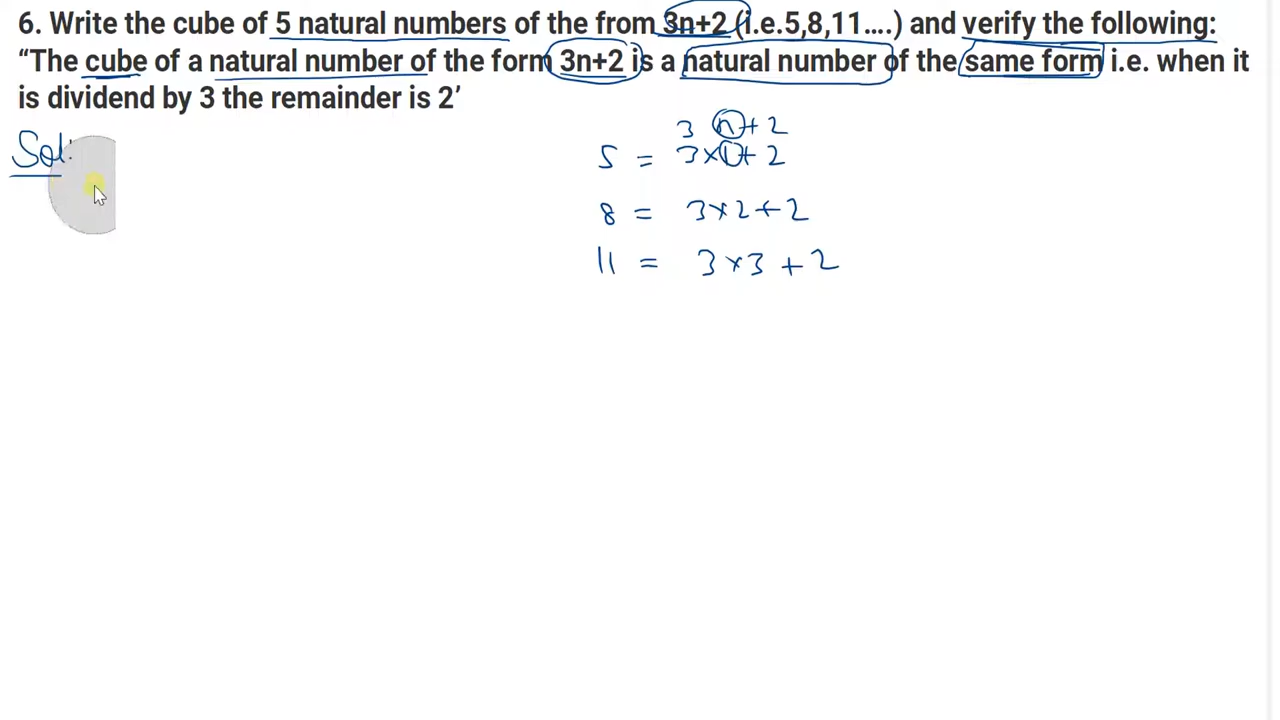 6. Write the cube of 5 natural numbers of the from 3n+2 (i.e.5,8,11....) and verify the following:
“The cube of a natural number of the form 3n+2 is a natural number of the same form i.e. when it
is dividend by 3 the remainder is 2’
Sol:
3 n + 2
5 = 3×1+ 2
8 = 3×2+2
11 = 3×3 + 2